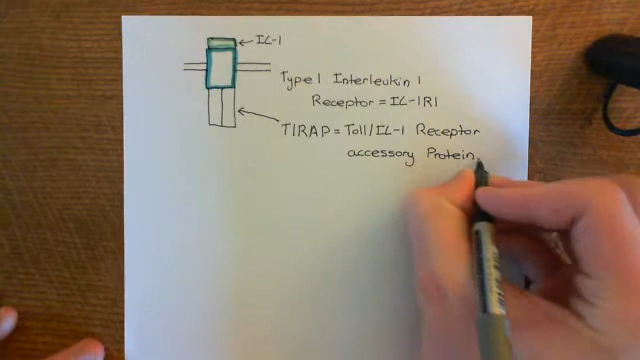 IL-1
Type 1 Interleukin 1
Receptor = IL-1R1
TIRAP = Toll/IL-1 Receptor
accessory Protein.